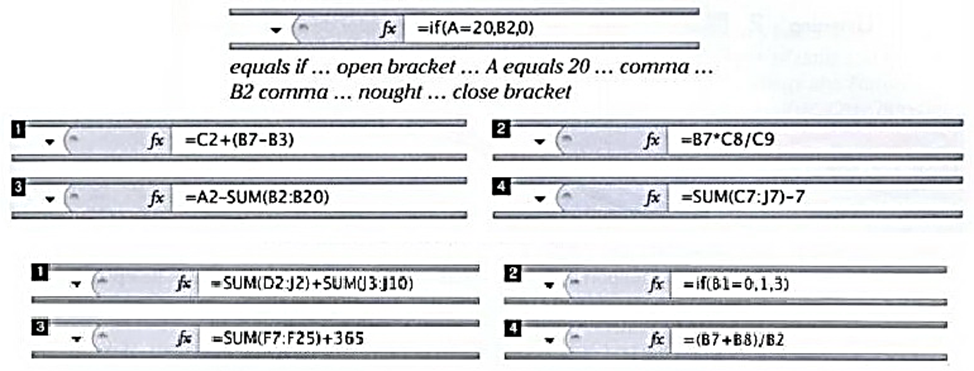 fx =if(A=20,B2,0)
equals if ... open bracket ... A equals 20 ... comma ...
B2 comma ... nought ... close bracket
1 fx =C2+(B7–B3)
2 fx =B7*C8/C9
3 fx =A2–SUM(B2:B20)
4 fx =SUM(C7:J7)–7
1 fx =SUM(D2:J2)+SUM(J3:J10)
2 fx =if(B1=0,1,3)
3 fx =SUM(F7:F25)+365
4 fx =(B7+B8)/B2